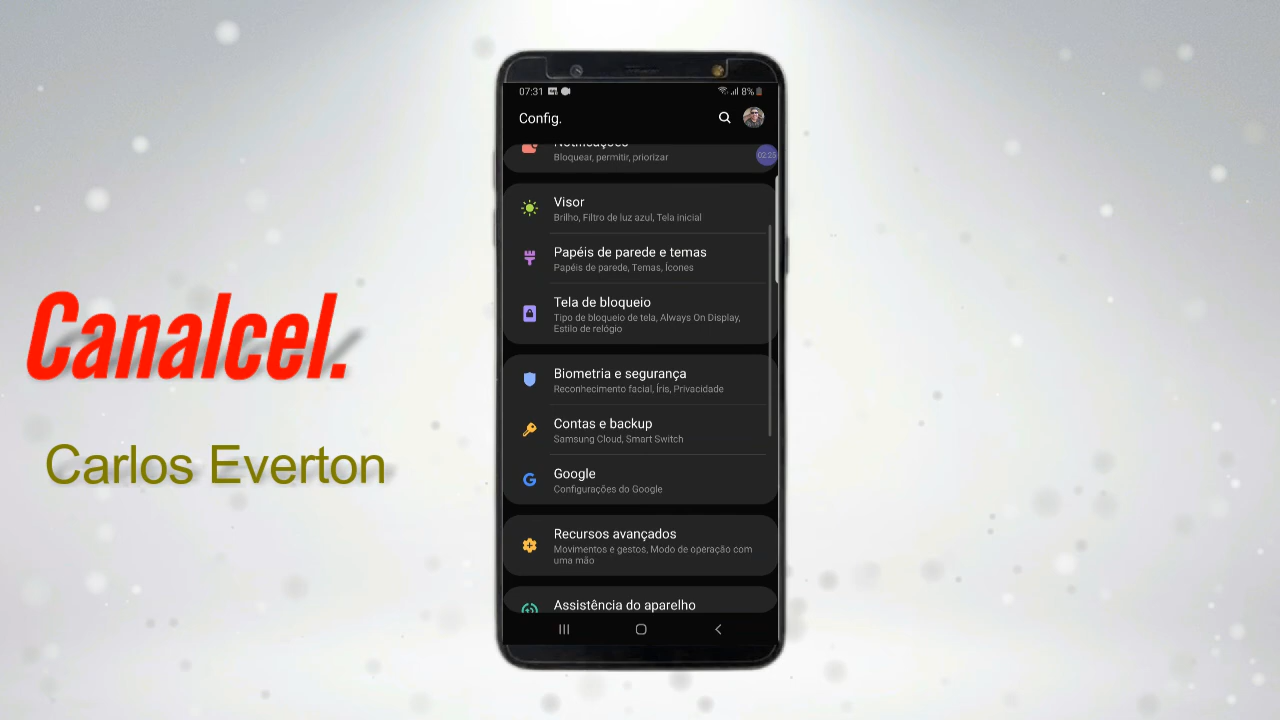 07:31
8%
Config.
Notificações
Bloquear, permitir, priorizar
02:25
Visor
Brilho, Filtro de luz azul, Tela inicial
Papéis de parede e temas
Papéis de parede, Temas, Ícones
Tela de bloqueio
Tipo de bloqueio de tela, Always On Display,
Estilo de relógio
Canalcel.
Biometria e segurança
Reconhecimento facial, Íris, Privacidade
Contas e backup
Samsung Cloud, Smart Switch
Carlos Everton
Google
Configurações do Google
Recursos avançados
Movimentos e gestos, Modo de operação com
uma mão
Assistência do aparelho